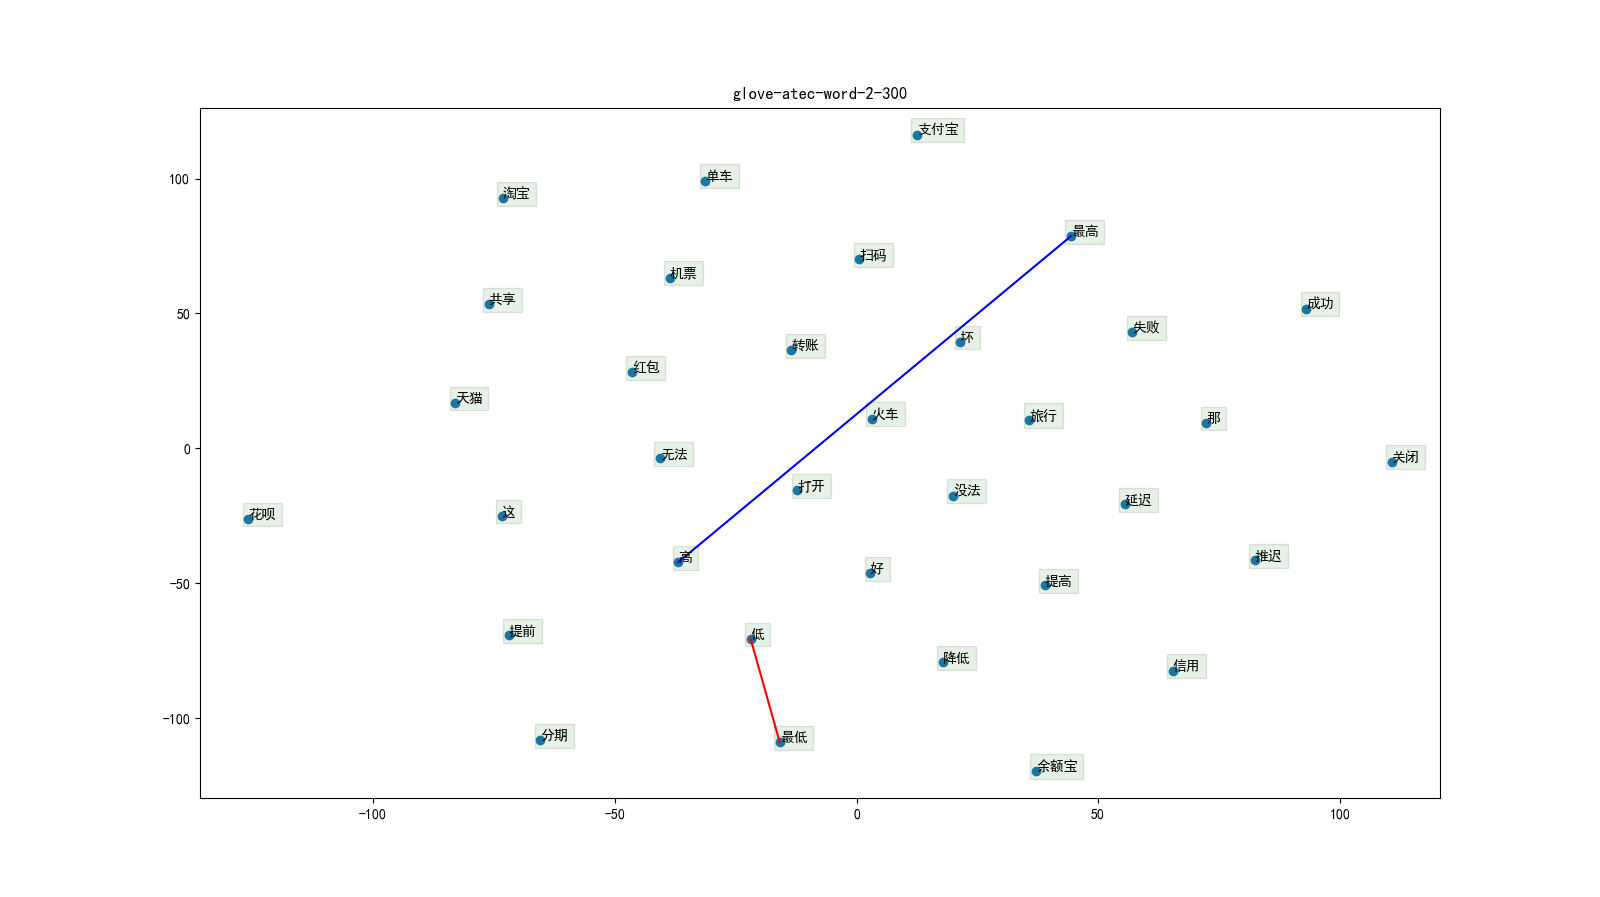 glove-atec-word-2-300
支付宝
单车
淘宝
最高
扫码
机票
共享
成功
失败
坏
转账
红包
天猫
火车
旅行
那
无法
关闭
打开
没法
延迟
花呗
这
高
推迟
好
提高
提前
低
降低
信用
分期
最低
余额宝
100
50
0
-50
-100
-100
-50
0
50
100